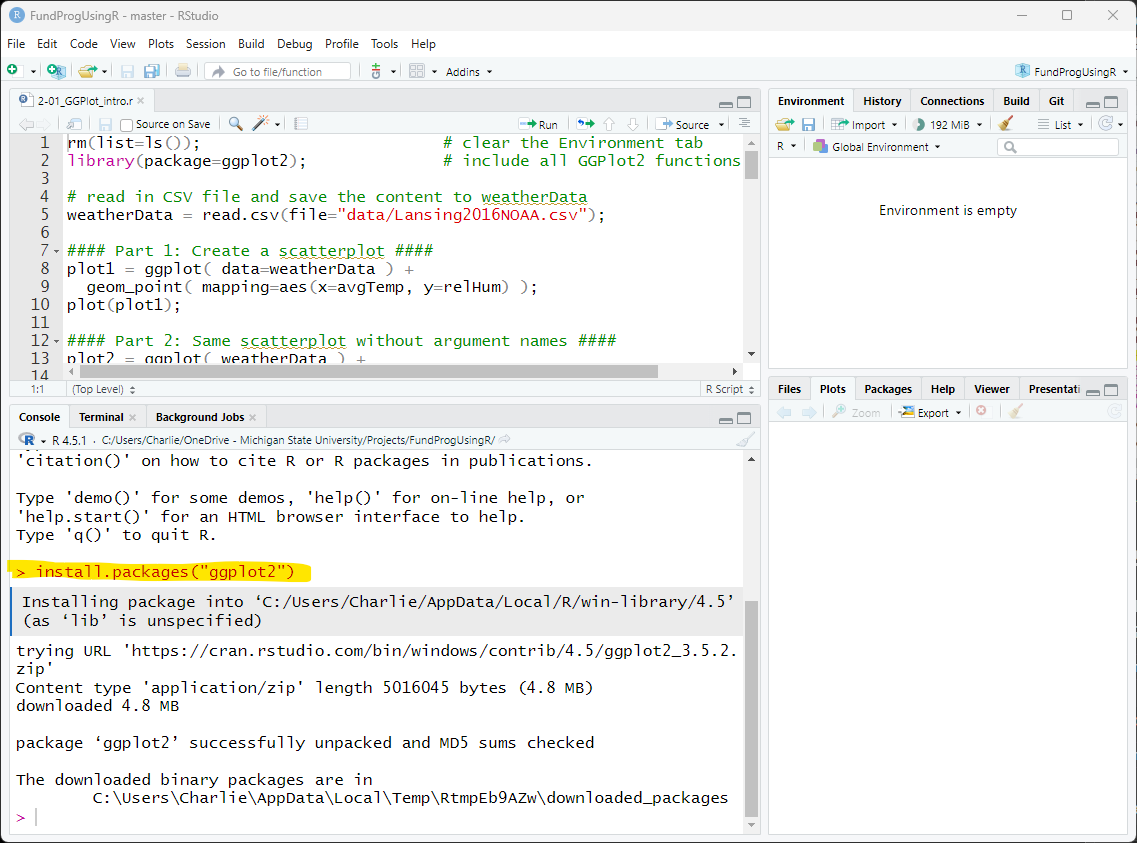 FundProgUsingR - master - RStudio
File Edit Code View Plots Session Build Debug Profile Tools Help
Go to file/function Addins FundProgUsingR
2-01_GGPlot_intro.r
Source on Save Run Source
1 rm(list=ls()); # clear the Environment tab
2 library(package=ggplot2); # include all GGPlot2 functions
3
4 # read in CSV file and save the content to weatherData
5 weatherData = read.csv(file="data/Lansing2016NOAA.csv");
6
7 #### Part 1: Create a scatterplot ####
8 plot1 = ggplot( data=weatherData ) +
9 geom_point( mapping=aes(x=avgTemp, y=relHum) );
10 plot(plot1);
11
12 #### Part 2: Same scatterplot without argument names ####
13 plot2 = ggplot( weatherData ) +
14
1:1 (Top Level) R Script
Console Terminal Background Jobs
R 4.5.1 · C:/Users/Charlie/OneDrive - Michigan State University/Projects/FundProgUsingR/
'citation()' on how to cite R or R packages in publications.
Type 'demo()' for some demos, 'help()' for on-line help, or
'help.start()' for an HTML browser interface to help.
Type 'q()' to quit R.
> install.packages("ggplot2")
Installing package into ‘C:/Users/Charlie/AppData/Local/R/win-library/4.5’
(as ‘lib’ is unspecified)
trying URL 'https://cran.rstudio.com/bin/windows/contrib/4.5/ggplot2_3.5.2.
zip'
Content type 'application/zip' length 5016045 bytes (4.8 MB)
downloaded 4.8 MB
package ‘ggplot2’ successfully unpacked and MD5 sums checked
The downloaded binary packages are in
C:\Users\Charlie\AppData\Local\Temp\RtmpEb9AZw\downloaded_packages
>
Environment History Connections Build Git
Import 192 MiB List
R Global Environment
Environment is empty
Files Plots Packages Help Viewer Presentati
Zoom Export